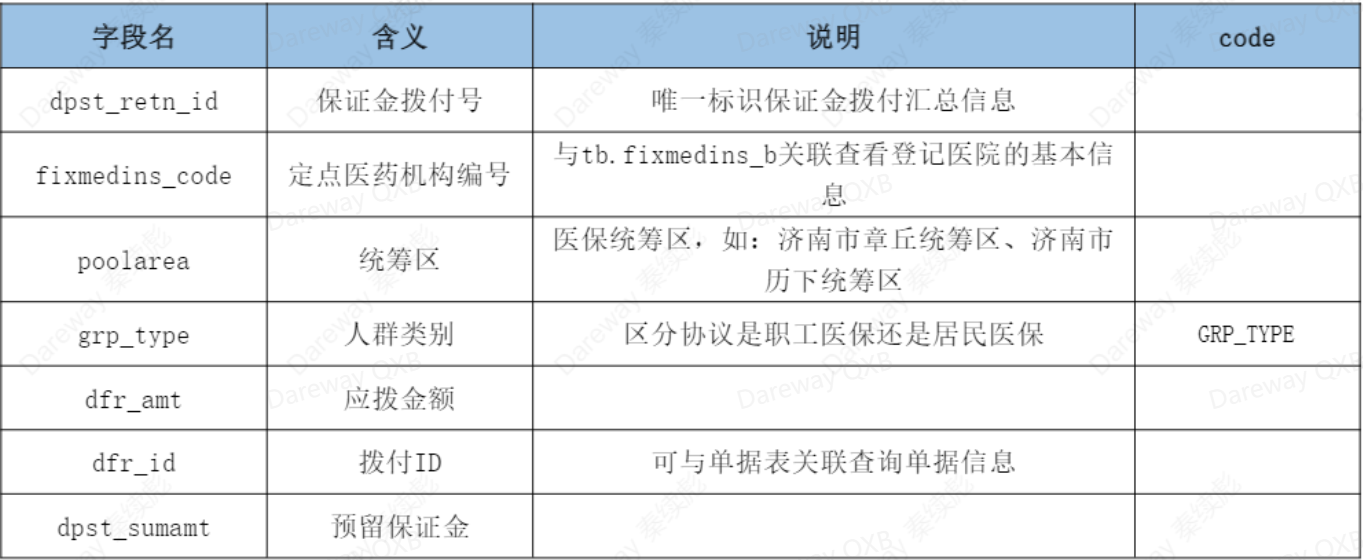 字段名 含义 说明 code
dpst_retn_id 保证金拨付号 唯一标识保证金拨付汇总信息
fixmedins_code 定点医药机构编号 与tb.fixmedins_b关联查看登记医院的基本信
息
poolarea 统筹区 医保统筹区，如：济南市章丘统筹区、济南市
历下统筹区
grp_type 人群类别 区分协议是职工医保还是居民医保 GRP_TYPE
dfr_amt 应拨金额
dfr_id 拨付ID 可与单据表关联查询单据信息
dpst_sumamt 预留保证金